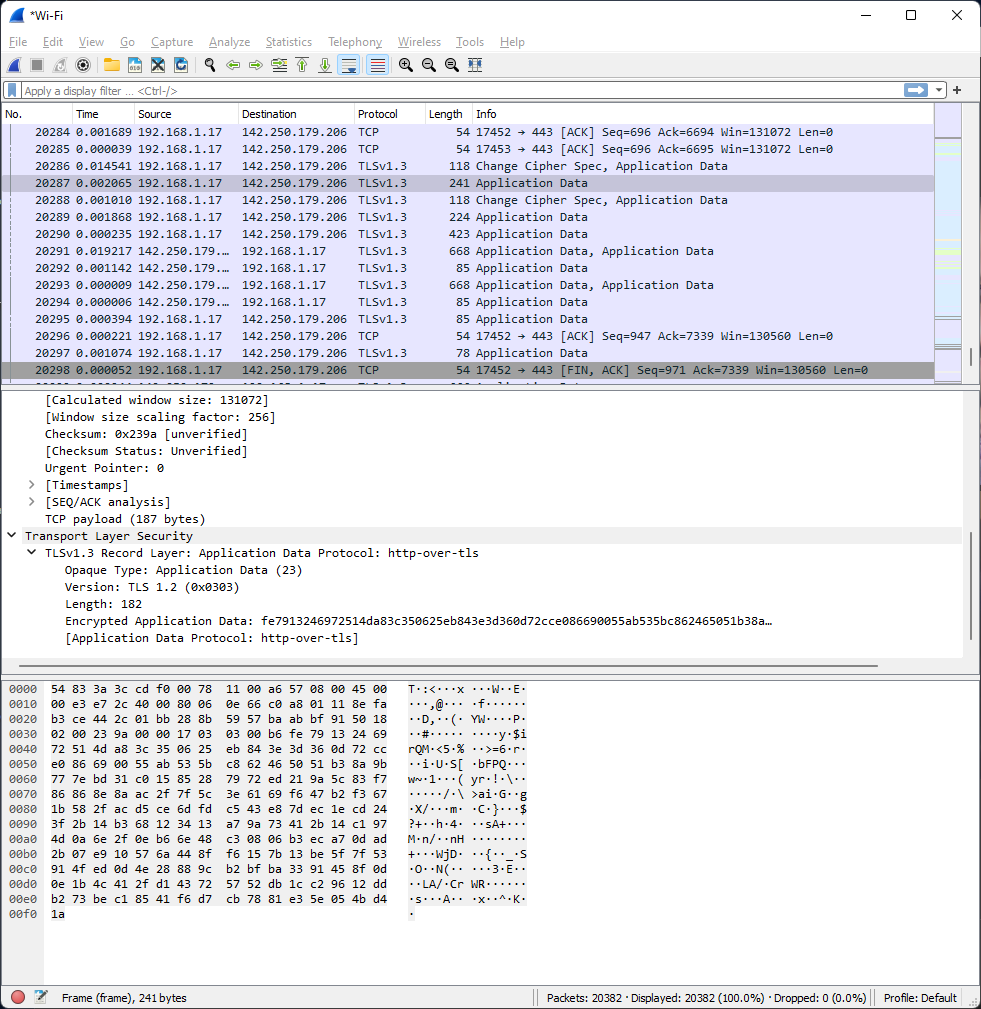 *Wi-Fi
File Edit View Go Capture Analyze Statistics Telephony Wireless Tools Help
Apply a display filter ... <Ctrl-/>
No. Time Source Destination Protocol Length Info
20284 0.001689 192.168.1.17 142.250.179.206 TCP 54 17452 → 443 [ACK] Seq=696 Ack=6694 Win=131072 Len=0
20285 0.000039 192.168.1.17 142.250.179.206 TCP 54 17453 → 443 [ACK] Seq=696 Ack=6695 Win=131072 Len=0
20286 0.014541 192.168.1.17 142.250.179.206 TLSv1.3 118 Change Cipher Spec, Application Data
20287 0.002065 192.168.1.17 142.250.179.206 TLSv1.3 241 Application Data
20288 0.001010 192.168.1.17 142.250.179.206 TLSv1.3 118 Change Cipher Spec, Application Data
20289 0.001868 192.168.1.17 142.250.179.206 TLSv1.3 224 Application Data
20290 0.000235 192.168.1.17 142.250.179.206 TLSv1.3 423 Application Data
20291 0.019217 142.250.179.… 192.168.1.17 TLSv1.3 668 Application Data, Application Data
20292 0.001142 142.250.179.… 192.168.1.17 TLSv1.3 85 Application Data
20293 0.000009 142.250.179.… 192.168.1.17 TLSv1.3 668 Application Data, Application Data
20294 0.000006 142.250.179.… 192.168.1.17 TLSv1.3 85 Application Data
20295 0.000394 192.168.1.17 142.250.179.206 TLSv1.3 85 Application Data
20296 0.000221 192.168.1.17 142.250.179.206 TCP 54 17452 → 443 [ACK] Seq=947 Ack=7339 Win=130560 Len=0
20297 0.001074 192.168.1.17 142.250.179.206 TLSv1.3 78 Application Data
20298 0.000052 192.168.1.17 142.250.179.206 TCP 54 17452 → 443 [FIN, ACK] Seq=971 Ack=7339 Win=130560 Len=0
[Calculated window size: 131072]
[Window size scaling factor: 256]
Checksum: 0x239a [unverified]
[Checksum Status: Unverified]
Urgent Pointer: 0
[Timestamps]
[SEQ/ACK analysis]
TCP payload (187 bytes)
Transport Layer Security
TLSv1.3 Record Layer: Application Data Protocol: http-over-tls
Opaque Type: Application Data (23)
Version: TLS 1.2 (0x0303)
Length: 182
Encrypted Application Data: fe7913246972514da83c350625eb843e3d360d72cce086690055ab535bc862465051b38a…
[Application Data Protocol: http-over-tls]
0000 54 83 3a 3c cd f0 00 78 11 00 a6 57 08 00 45 00 T·:<···x ···W··E·
0010 00 e3 e7 2c 40 00 80 06 0e 66 c0 a8 01 11 8e fa ···,@··· ·f······
0020 b3 ce 44 2c 01 bb 28 8b 59 57 ba ab bf 91 50 18 ··D,··(· YW····P·
0030 02 00 23 9a 00 00 17 03 03 00 b6 fe 79 13 24 69 ··#····· ····y·$i
0040 72 51 4d a8 3c 35 06 25 eb 84 3e 3d 36 0d 72 cc rQM·<5·% ··>=6·r·
0050 e0 86 69 00 55 ab 53 5b c8 62 46 50 51 b3 8a 9b ··i·U·S[ ·bFPQ···
0060 77 7e bd 31 c0 15 85 28 79 72 ed 21 9a 5c 83 f7 w~·1···( yr·!·\··
0070 86 86 8e 8a ac 2f 7f 5c 3e 61 69 f6 47 b2 f3 67 ·····/·\ >ai·G··g
0080 1b 58 2f ac d5 ce 6d fd c5 43 e8 7d ec 1e cd 24 ·X/···m· ·C·}···$
0090 3f 2b 14 b3 68 12 34 13 a7 9a 73 41 2b 14 c1 97 ?+··h·4· ··sA+···
00a0 4d 0a 6e 2f 0e b6 6e 48 c3 08 06 b3 ec a7 0d ad M·n/··nH ········
00b0 2b 07 e9 10 57 6a 44 8f f6 15 7b 13 be 5f 7f 53 +···WjD· ··{··_·S
00c0 91 4f ed 0d 4e 28 88 9c b2 bf ba 33 91 45 8f 0d ·O··N(·· ···3·E··
00d0 0e 1b 4c 41 2f d1 43 72 57 52 db 1c c2 96 12 dd ··LA/·Cr WR······
00e0 b2 73 be c1 85 41 f6 d7 cb 78 81 e3 5e 05 4b d4 ·s···A·· ·x··^·K·
00f0 1a ·
Frame (frame), 241 bytes Packets: 20382 · Displayed: 20382 (100.0%) · Dropped: 0 (0.0%) Profile: Default